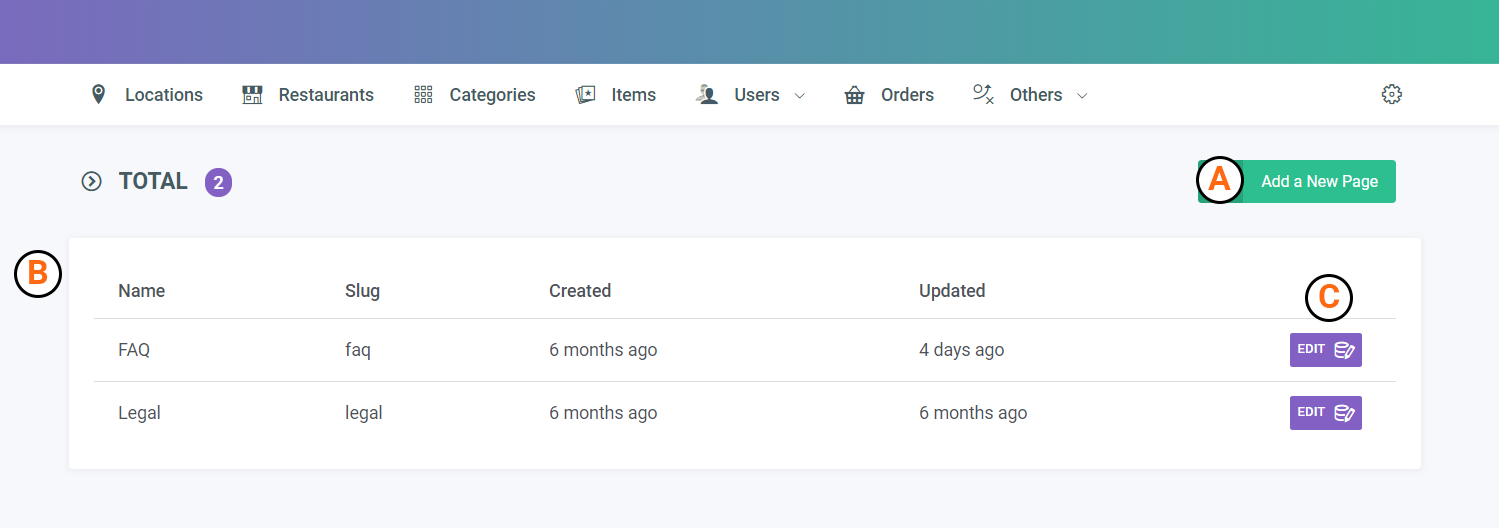 Locations Restaurants Categories Items Users Orders Others
TOTAL 2 A Add a New Page
B
Name Slug Created Updated C
FAQ faq 6 months ago 4 days ago EDIT
Legal legal 6 months ago 6 months ago EDIT